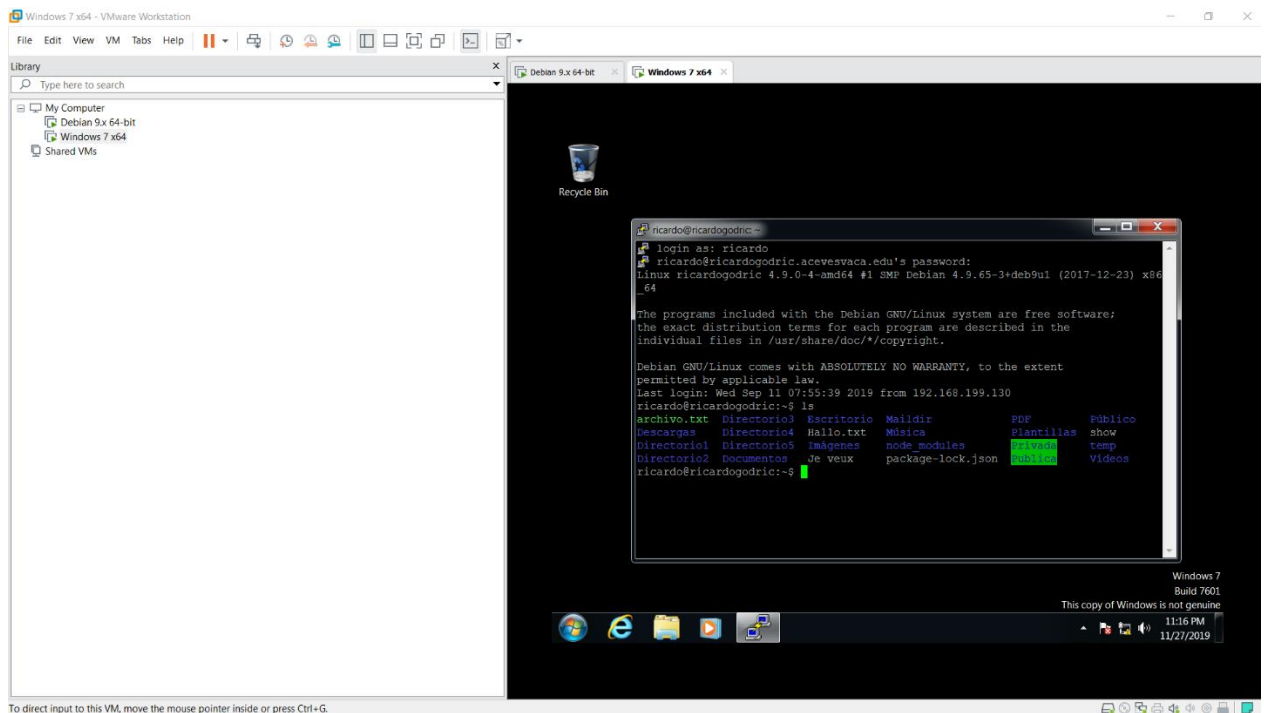 Windows 7 x64 - VMware Workstation
File Edit View VM Tabs Help
Library
Type here to search
My Computer
Debian 9.x 64-bit
Windows 7 x64
Shared VMs
Debian 9.x 64-bit
Windows 7 x64
Recycle Bin
ricardo@ricardogodric: ~
login as: ricardo
ricardo@ricardogodric.acevesvaca.edu's password:
Linux ricardogodric 4.9.0-4-amd64 #1 SMP Debian 4.9.65-3+deb9u1 (2017-12-23) x86
_64
The programs included with the Debian GNU/Linux system are free software;
the exact distribution terms for each program are described in the
individual files in /usr/share/doc/*/copyright.
Debian GNU/Linux comes with ABSOLUTELY NO WARRANTY, to the extent
permitted by applicable law.
Last login: Wed Sep 11 07:55:39 2019 from 192.168.199.130
ricardo@ricardogodric:~$ ls
archivo.txt Directorio3 Escritorio Maildir PDF Público
Descargas Directorio4 Hallo.txt Música Plantillas show
Directorio1 Directorio5 Imágenes node_modules Privada temp
Directorio2 Documentos Je veux package-lock.json Publica Vídeos
ricardo@ricardogodric:~$
Windows 7
Build 7601
This copy of Windows is not genuine
11:16 PM
11/27/2019
To direct input to this VM, move the mouse pointer inside or press Ctrl+G.